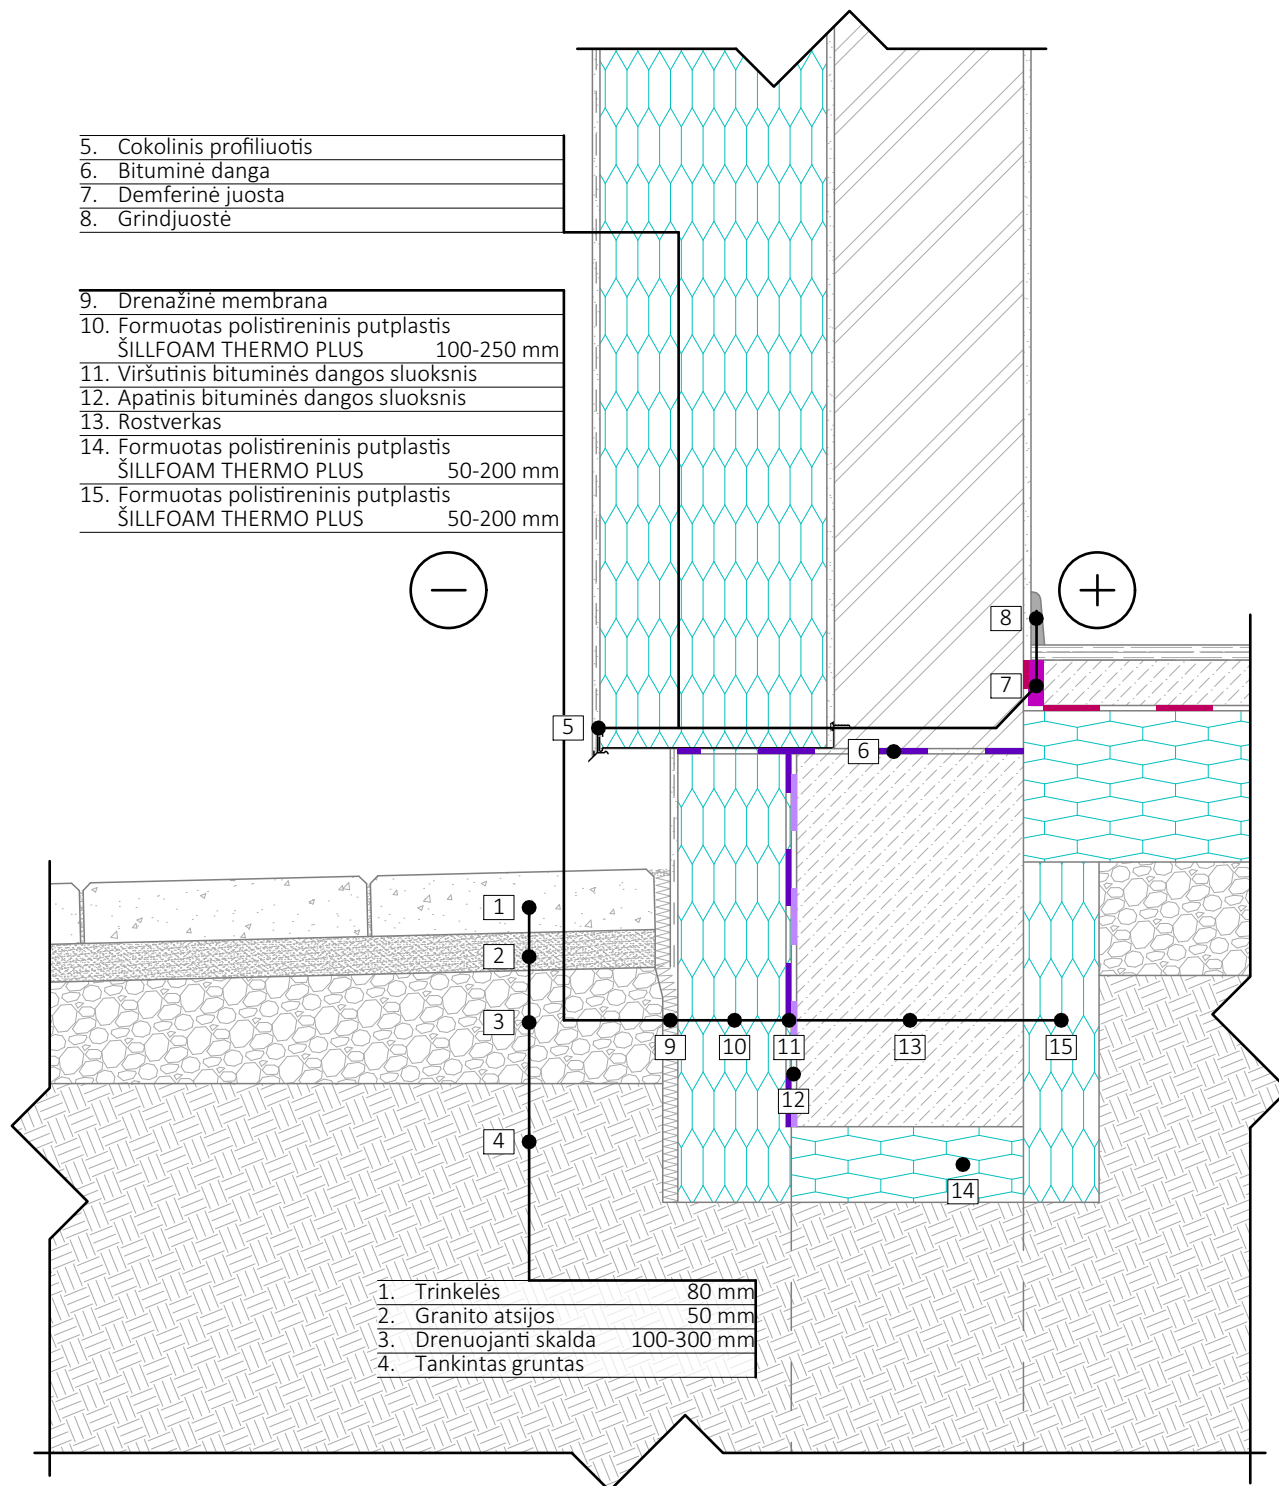 5. Cokolinis profiliuotis
6. Bituminė danga
7. Demferinė juosta
8. Grindjuostė
9. Drenažinė membrana
10. Formuotas polistireninis putplastis
ŠILLFOAM THERMO PLUS 100-250 mm
11. Viršutinis bituminės dangos sluoksnis
12. Apatinis bituminės dangos sluoksnis
13. Rostverkas
14. Formuotas polistireninis putplastis
ŠILLFOAM THERMO PLUS 50-200 mm
15. Formuotas polistireninis putplastis
ŠILLFOAM THERMO PLUS 50-200 mm
8
7
5
6
1
2
3
9 10 11 13 15
12
4
14
1. Trinkelės 80 mm
2. Granito atsijos 50 mm
3. Drenuojanti skalda 100-300 mm
4. Tankintas gruntas